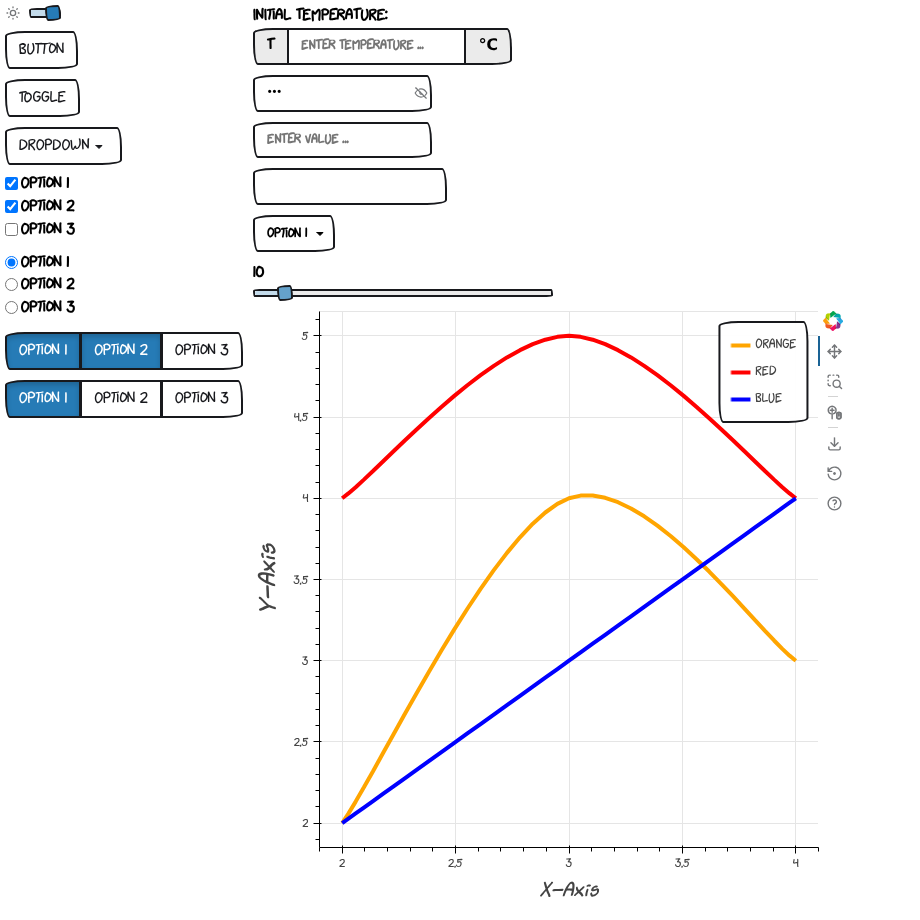 BUTTON
TOGGLE
DROPDOWN
OPTION 1
OPTION 2
OPTION 3
OPTION 1
OPTION 2
OPTION 3
OPTION 1 OPTION 2 OPTION 3
OPTION 1 OPTION 2 OPTION 3
INITIAL TEMPERATURE:
T ENTER TEMPERATURE ... °C
•••
ENTER VALUE ...
OPTION 1
10
ORANGE
RED
BLUE
5
4,5
4
3,5
3
2,5
2
Y-Axis
2 2,5 3 3,5 4
X-Axis